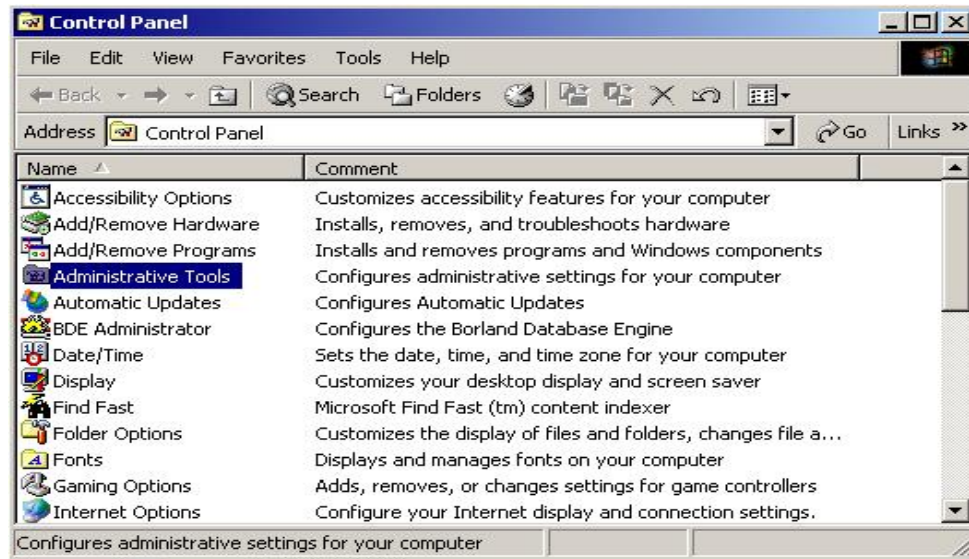 Control Panel
File Edit View Favorites Tools Help
Back Search Folders
Address Control Panel Go Links »
Name Comment
Accessibility Options Customizes accessibility features for your computer
Add/Remove Hardware Installs, removes, and troubleshoots hardware
Add/Remove Programs Installs and removes programs and Windows components
Administrative Tools Configures administrative settings for your computer
Automatic Updates Configures Automatic Updates
BDE Administrator Configures the Borland Database Engine
Date/Time Sets the date, time, and time zone for your computer
Display Customizes your desktop display and screen saver
Find Fast Microsoft Find Fast (tm) content indexer
Folder Options Customizes the display of files and folders, changes file a...
Fonts Displays and manages fonts on your computer
Gaming Options Adds, removes, or changes settings for game controllers
Internet Options Configure your Internet display and connection settings.
Configures administrative settings for your computer